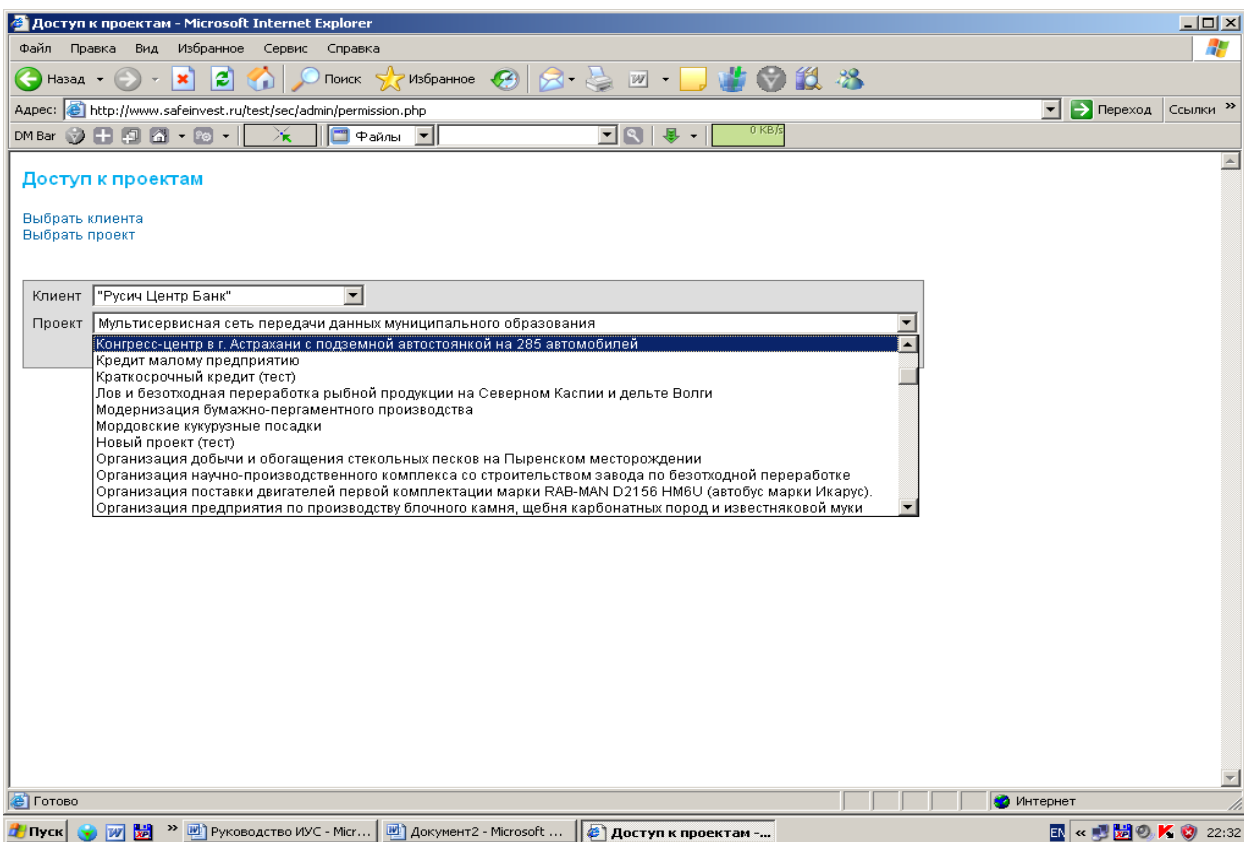 Доступ к проектам - Microsoft Internet Explorer
Файл Правка Вид Избранное Сервис Справка
Назад Поиск Избранное
Адрес: http://www.safeinvest.ru/test/sec/admin/permission.php Переход Ссылки »
DM Bar Файлы 0 KB/s
Доступ к проектам
Выбрать клиента
Выбрать проект
Клиент "Русич Центр Банк"
Проект Мультисервисная сеть передачи данных муниципального образования
Конгресс-центр в г. Астрахани с подземной автостоянкой на 285 автомобилей
Кредит малому предприятию
Краткосрочный кредит (тест)
Лов и безотходная переработка рыбной продукции на Северном Каспии и дельте Волги
Модернизация бумажно-пергаментного производства
Мордовские кукурузные посадки
Новый проект (тест)
Организация добычи и обогащения стекольных песков на Пыренском месторождении
Организация научно-производственного комплекса со строительством завода по безотходной переработке
Организация поставки двигателей первой комплектации марки RAB-MAN D2156 HM6U (автобус марки Икарус).
Организация предприятия по производству блочного камня, щебня карбонатных пород и известняковой муки
Готово Интернет
Пуск » Руководство ИУС - Micr... Документ2 - Microsoft ... Доступ к проектам -... EN « 22:32